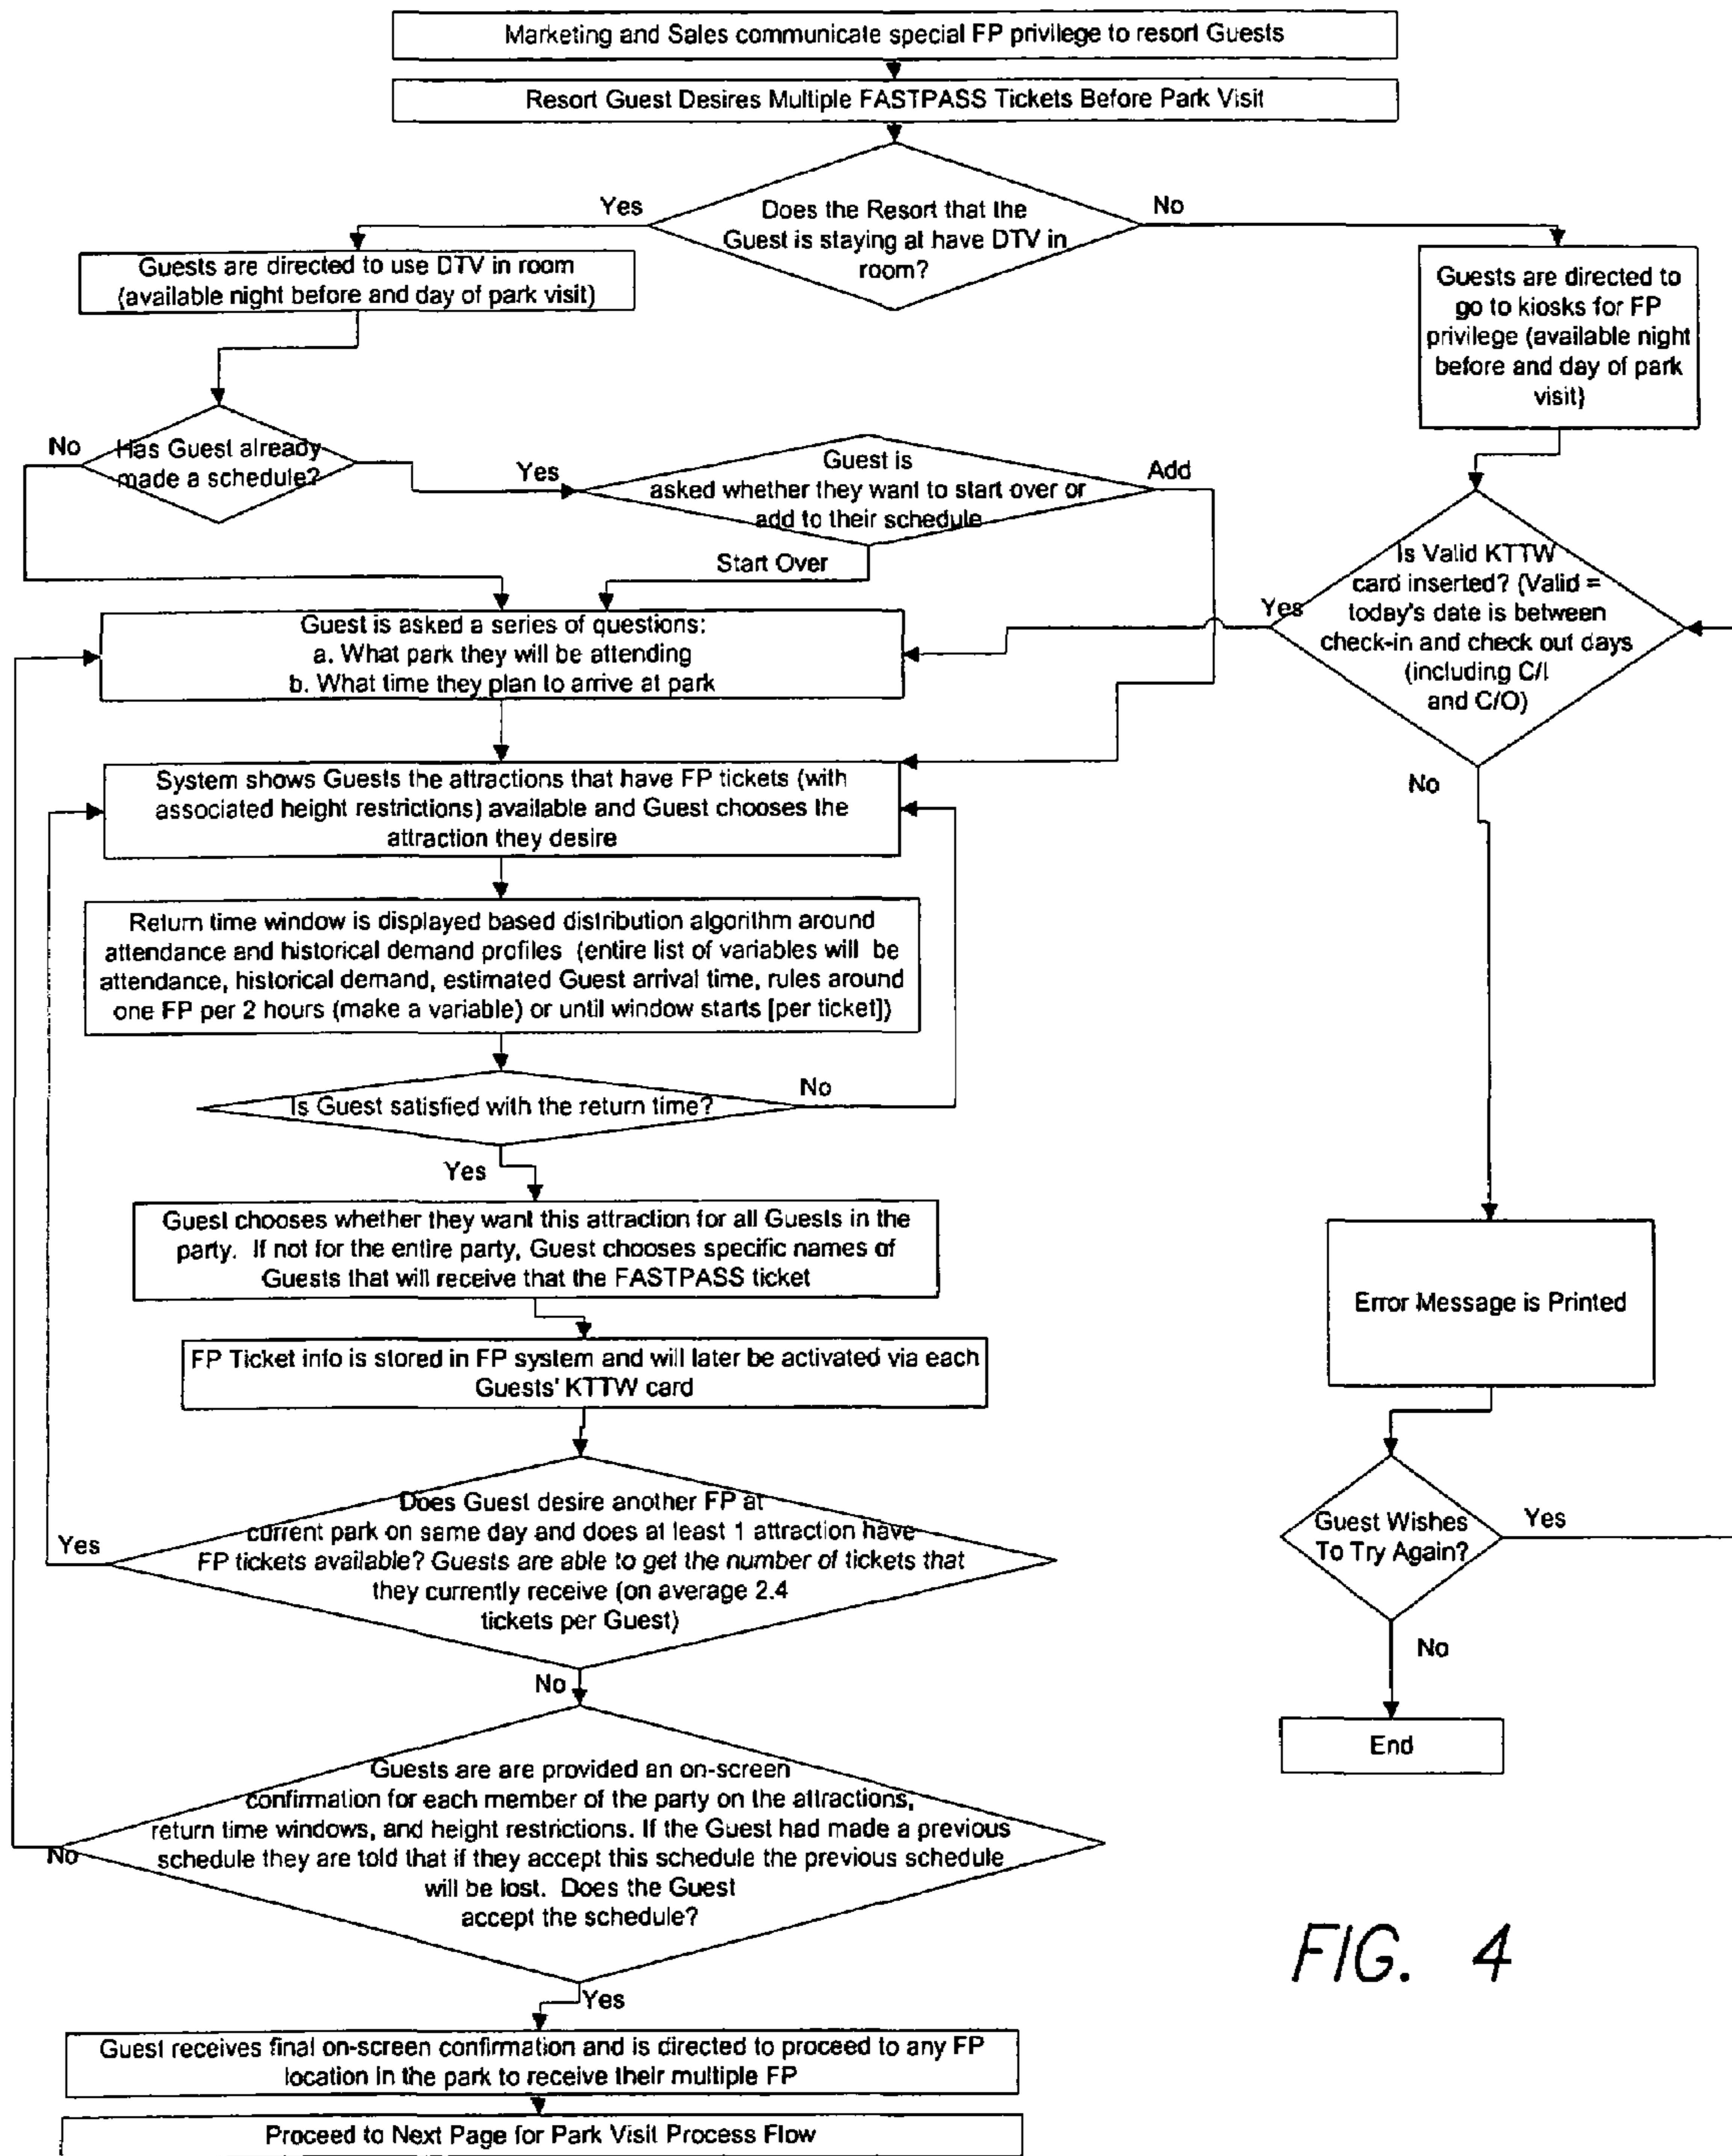 Marketing and Sales communicate special FP privilege to resort Guests
Resort Guest Desires Multiple FASTPASS Tickets Before Park Visit
Yes
Does the Resort that the
Guest is staying at have DTV in
room?
No
Guests are directed to use DTV in room
(available night before and day of park visit)
Guests are directed to
go to kiosks for FP
privilege (available night
before and day of park
visit)
No
Has Guest already
made a schedule?
Yes
Guest is
asked whether they want to start over or
add to their schedule
Add
Start Over
Is Valid KTTW
card inserted? (Valid =
today's date is between
check-in and check out days
(including C/I
and C/O)
Yes
No
Guest is asked a series of questions:
a. What park they will be attending
b. What time they plan to arrive at park
System shows Guests the attractions that have FP tickets (with
associated height restrictions) available and Guest chooses the
attraction they desire
Return time window is displayed based distribution algorithm around
attendance and historical demand profiles (entire list of variables will be
attendance, historical demand, estimated Guest arrival time, rules around
one FP per 2 hours (make a variable) or until window starts [per ticket])
Is Guest satisfied with the return time?
No
Yes
Guest chooses whether they want this attraction for all Guests in the
party. If not for the entire party, Guest chooses specific names of
Guests that will receive that the FASTPASS ticket
Error Message is Printed
FP Ticket info is stored in FP system and will later be activated via each
Guests' KTTW card
Does Guest desire another FP at
current park on same day and does at least 1 attraction have
FP tickets available? Guests are able to get the number of tickets that
they currently receive (on average 2.4
tickets per Guest)
Yes
No
Guest Wishes
To Try Again?
Yes
No
End
Guests are are provided an on-screen
confirmation for each member of the party on the attractions,
return time windows, and height restrictions. If the Guest had made a previous
schedule they are told that if they accept this schedule the previous schedule
will be lost. Does the Guest
accept the schedule?
No
Yes
Guest receives final on-screen confirmation and is directed to proceed to any FP
location in the park to receive their multiple FP
Proceed to Next Page for Park Visit Process Flow
FIG. 4